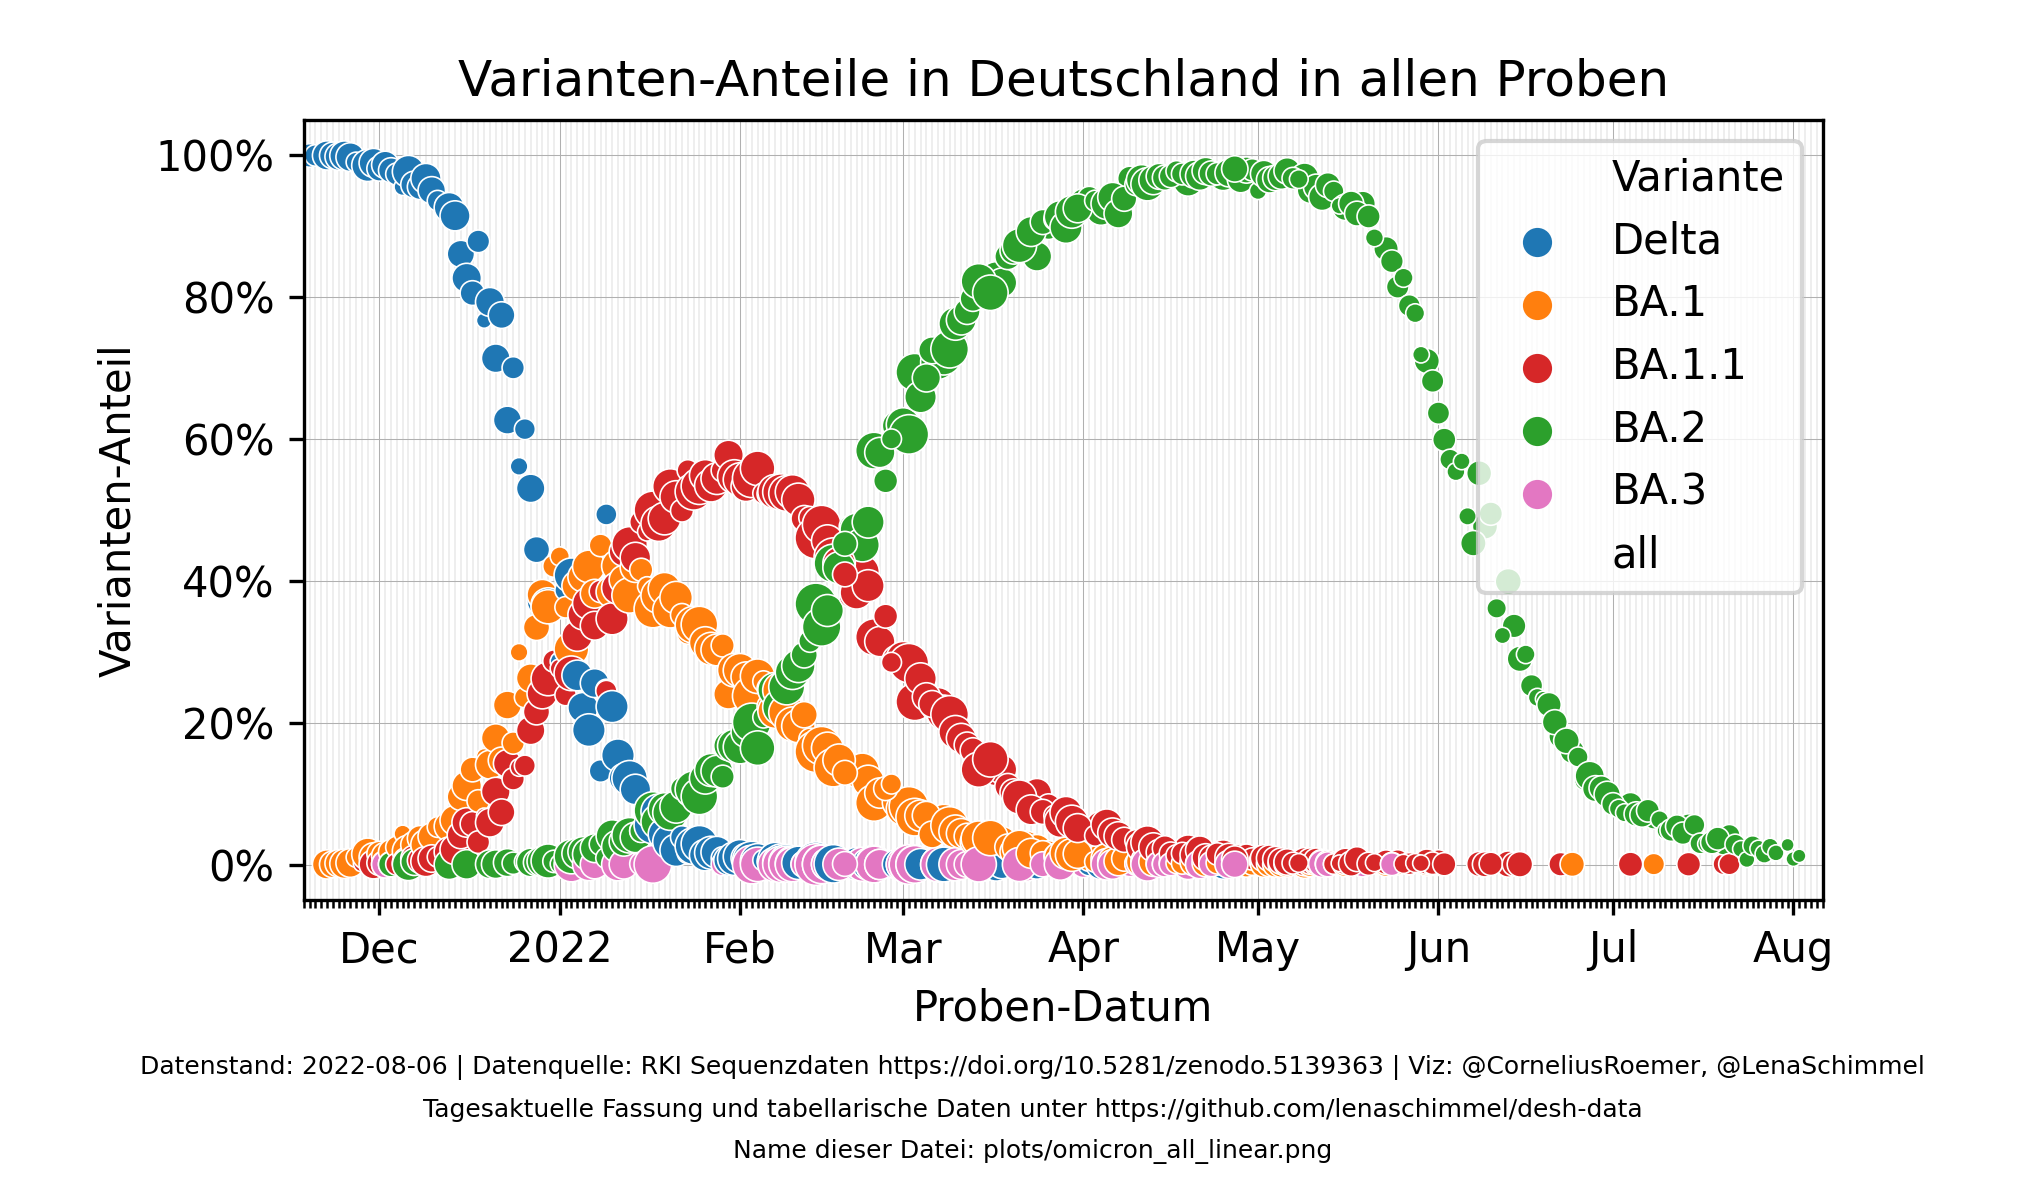 Varianten-Anteile in Deutschland in allen Proben
100%
80%
60%
40%
20%
0%
Varianten-Anteil
Variante
Delta
BA.1
BA.1.1
BA.2
BA.3
all
Dec
2022
Feb
Mar
Apr
May
Jun
Jul
Aug
Proben-Datum
Datenstand: 2022-08-06 | Datenquelle: RKI Sequenzdaten https://doi.org/10.5281/zenodo.5139363 | Viz: @CorneliusRoemer, @LenaSchimmel
Tagesaktuelle Fassung und tabellarische Daten unter https://github.com/lenaschimmel/desh-data
Name dieser Datei: plots/omicron_all_linear.png